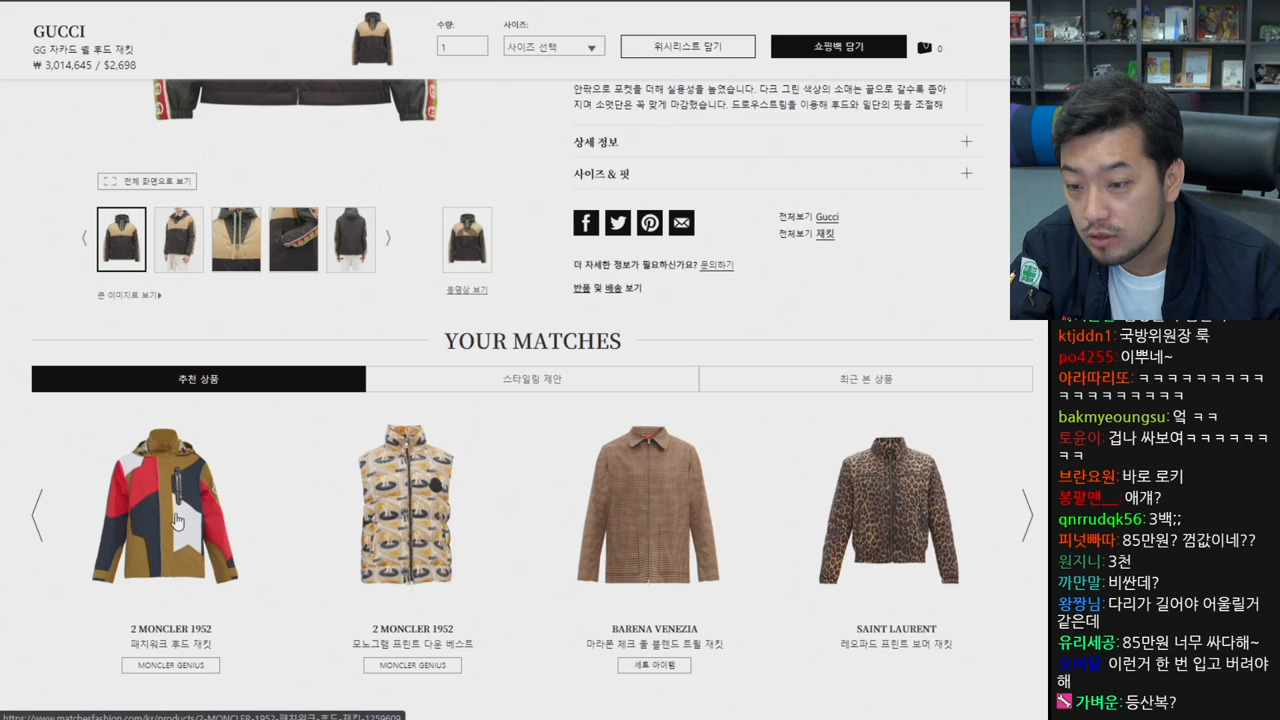 GUCCI
GG 자카드 쉘 후드 재킷
₩ 3,014,645 / $2,698
수량:
1
사이즈:
사이즈 선택
위시리스트 담기
쇼핑백 담기
0
안팎으로 포켓을 더해 실용성을 높였습니다. 다크 그린 색상의 소매는 끝으로 갈수록 좁아
지며 소맷단은 꼭 맞게 마감했습니다. 드로우스트링을 이용해 후드와 밑단의 핏을 조절해
상세 정보
사이즈 & 핏
전체 화면으로 보기
전체보기 Gucci
전체보기 재킷
더 자세한 정보가 필요하신가요? 문의하기
반품 및 배송 보기
큰 이미지로 보기
동영상 보기
YOUR MATCHES
추천 상품
스타일링 제안
최근 본 상품
2 MONCLER 1952
패치워크 후드 재킷
MONCLER GENIUS
2 MONCLER 1952
모노그램 프린트 다운 베스트
MONCLER GENIUS
BARENA VENEZIA
마라폰 체크 울 블렌드 트윌 재킷
세트 아이템
SAINT LAURENT
레오파드 프린트 보머 재킷
https://www.matchesfashion.com/kr/products/2-MONCLER-1952-패치워크-후드-재킷-1259609
ktjddn1: 국방위원장 룩
po4255: 이뿌네~
아라따리또: ㅋㅋㅋㅋㅋㅋㅋㅋㅋ
ㅋㅋㅋㅋㅋㅋㅋㅋㅋ
bakmyeongsu: 엌 ㅋㅋ
토윤이: 겁나 싸보여ㅋㅋㅋㅋㅋㅋ
ㅋㅋ
브란요원: 바로 로키
봉팔맨__: 애걔?
qnrrudqk56: 3백;;
피넛빠따: 85만원? 껌값이네??
원지니: 3천
까만말: 비싼데?
왕짱님: 다리가 길어야 어울릴거
같은데
유리세공: 85만원 너무 싸다해~
이런거 한 번 입고 버려야
해
가벼운: 등산복?